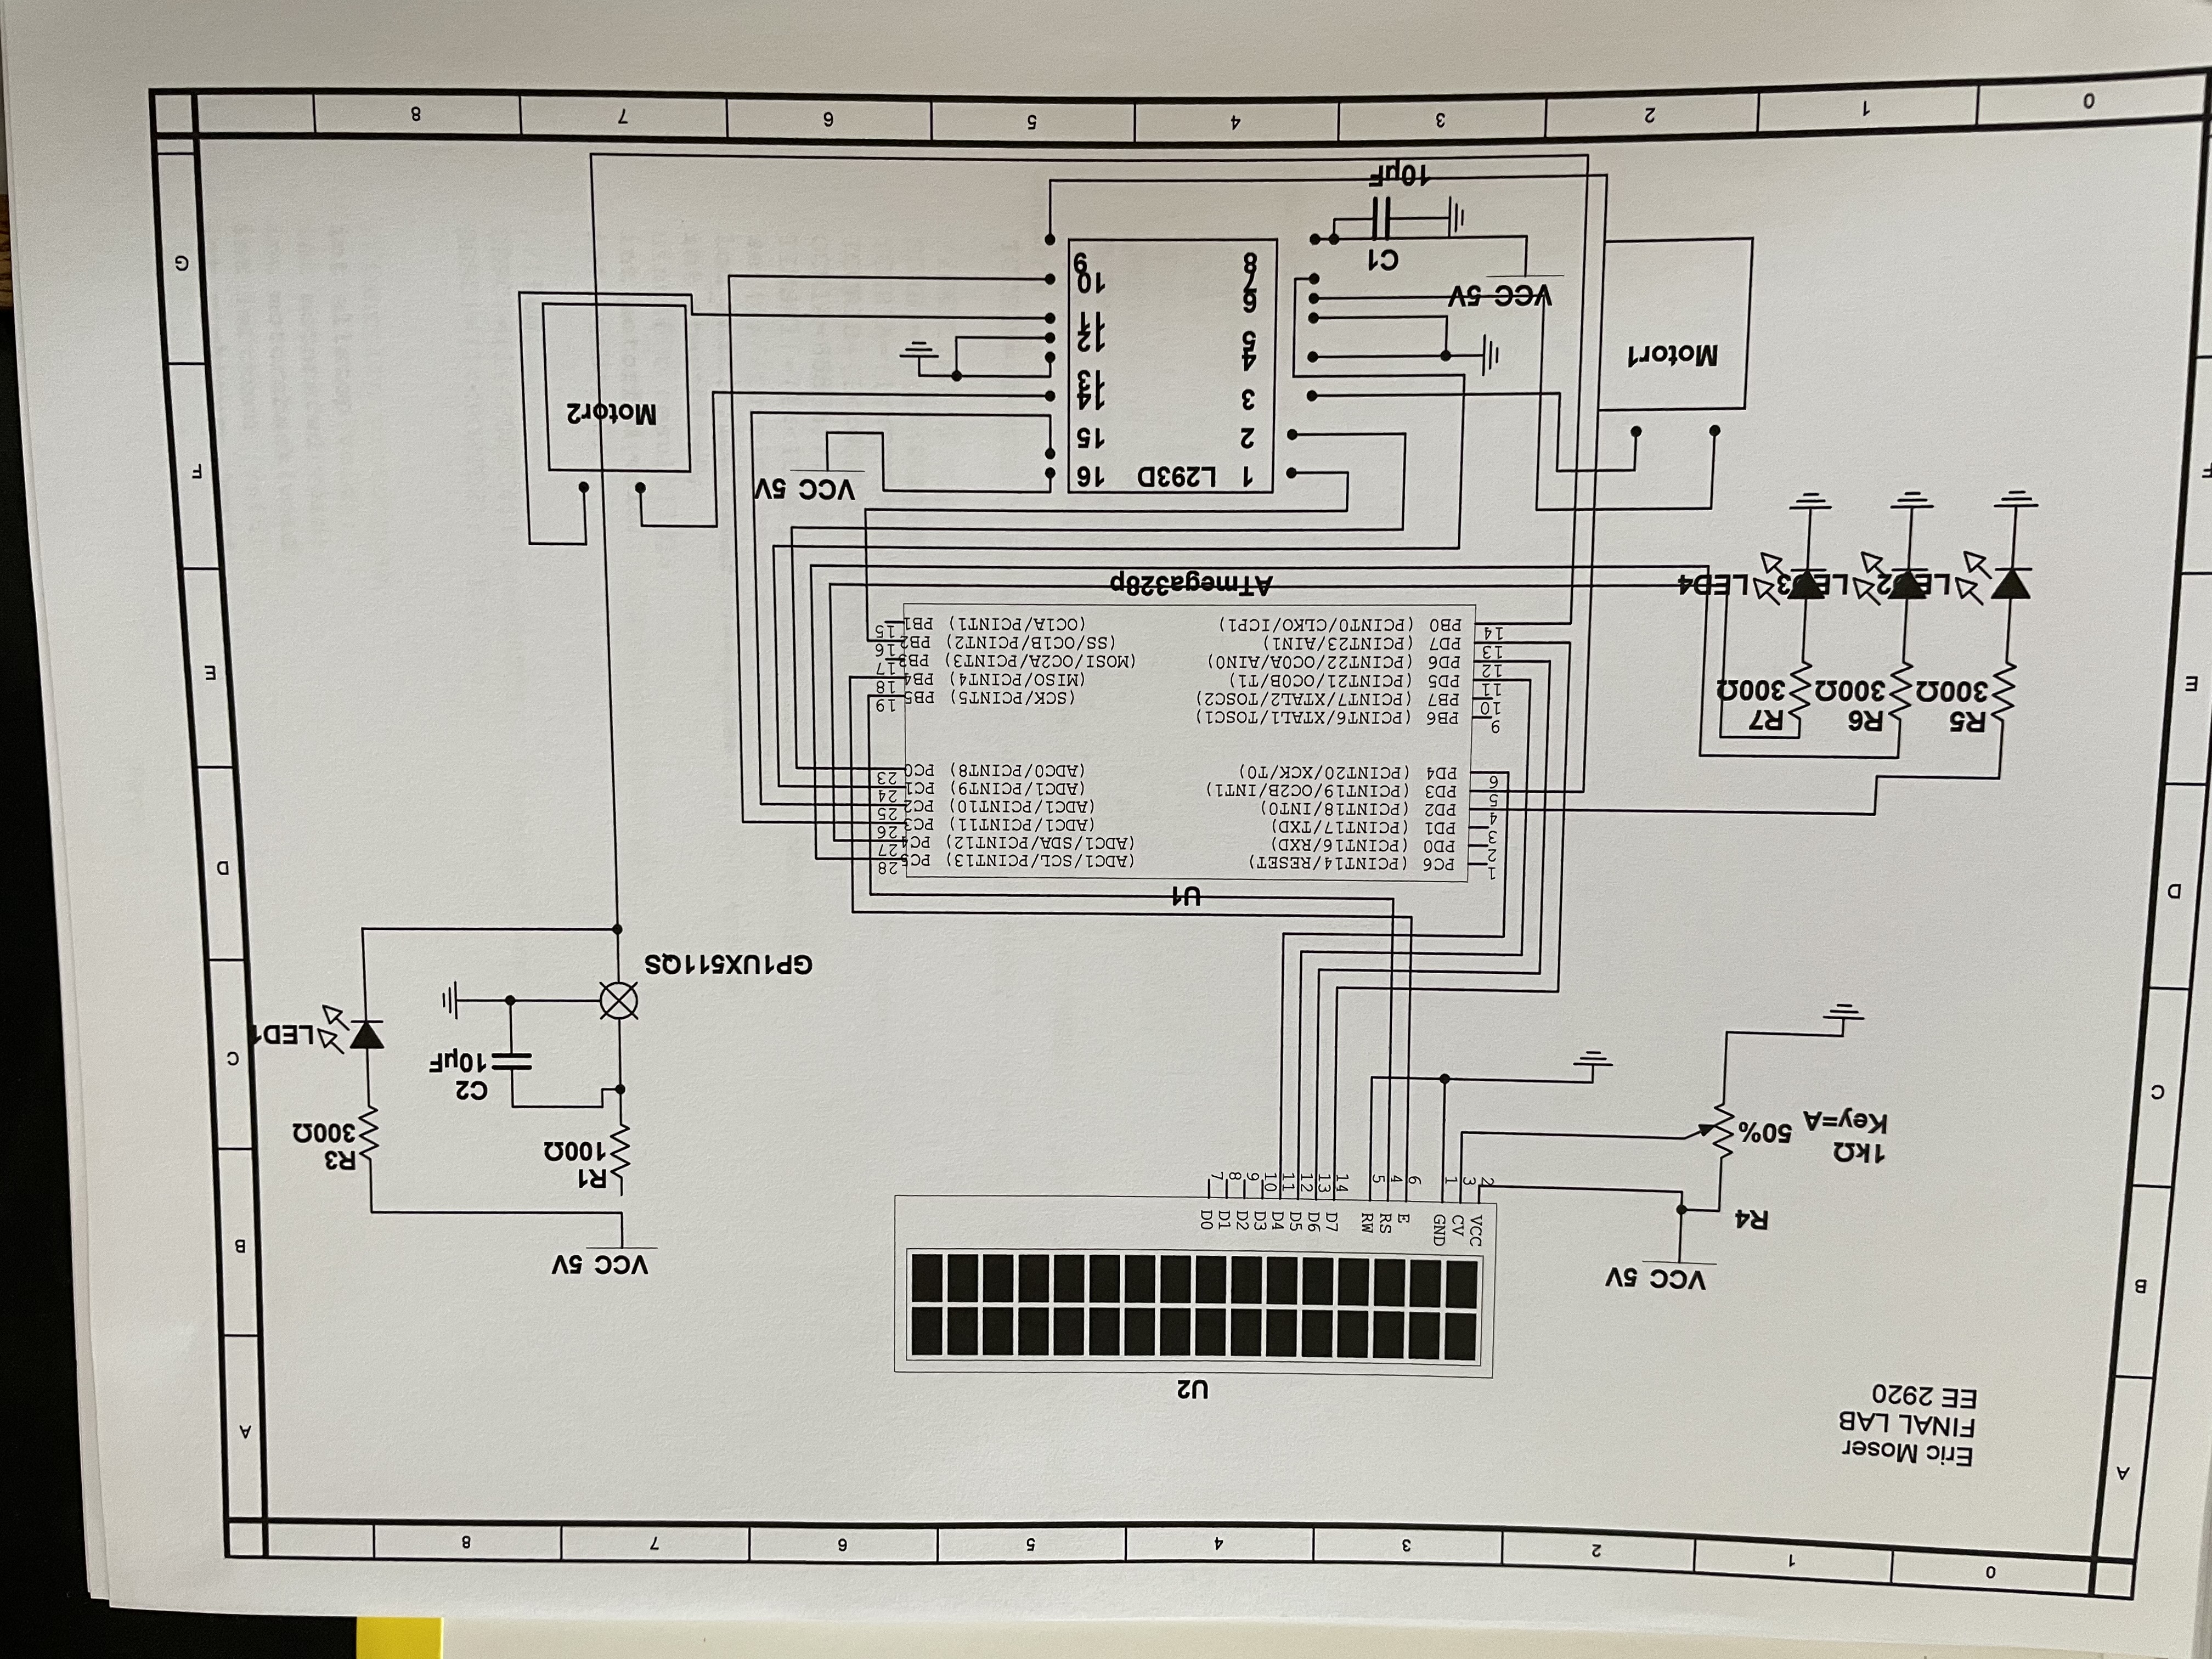 0 1 2 3 4 5 6 7 8
A
A
Eric Moser
FINAL LAB
EE 2920
U2
B
B
VCC 5V
VCC 5V
VCC CV GND E RS RW D7 D6 D5 D4 D3 D2 D1 D0
R4
2 3 1 6 4 5 14 13 12 11 10 9 8 7
R1
100Ω
R3
300Ω
1kΩ
Key=A
50%
C
C
C2
10µF
LED1
GP1UX511QS
D
D
U1
1 PC6 (PCINT14/RESET) (ADC1/SCL/PCINT13) PC5 28
2 PD0 (PCINT16/RXD) (ADC1/SDA/PCINT12) PC4 27
3 PD1 (PCINT17/TXD) (ADC1/PCINT11) PC3 26
4 PD2 (PCINT18/INT0) (ADC1/PCINT10) PC2 25
5 PD3 (PCINT19/OC2B/INT1) (ADC1/PCINT9) PC1 24
6 PD4 (PCINT20/XCK/T0) (ADC0/PCINT8) PC0 23
9 PB6 (PCINT6/XTAL1/TOSC1)
10 PB7 (PCINT7/XTAL2/TOSC2) (SCK/PCINT5) PB5 19
11 PD5 (PCINT21/OC0B/T1) (MISO/PCINT4) PB4 18
12 PD6 (PCINT22/OC0A/AIN0) (MOSI/OC2A/PCINT3) PB3 17
13 PD7 (PCINT23/AIN1) (SS/OC1B/PCINT2) PB2 16
14 PB0 (PCINT0/CLKO/ICP1) (OC1A/PCINT1) PB1 15
ATmega328p
R5
300Ω
R6
300Ω
R7
300Ω
E
E
LED2 LED3 LED4
F
F
1 L293D 16
2 15
3 14
13
4
5 12
11
6
7 10
8 9
VCC 5V
Motor1
Motor2
VCC 5V
C1
10µF
G
0 1 2 3 4 5 6 7 8